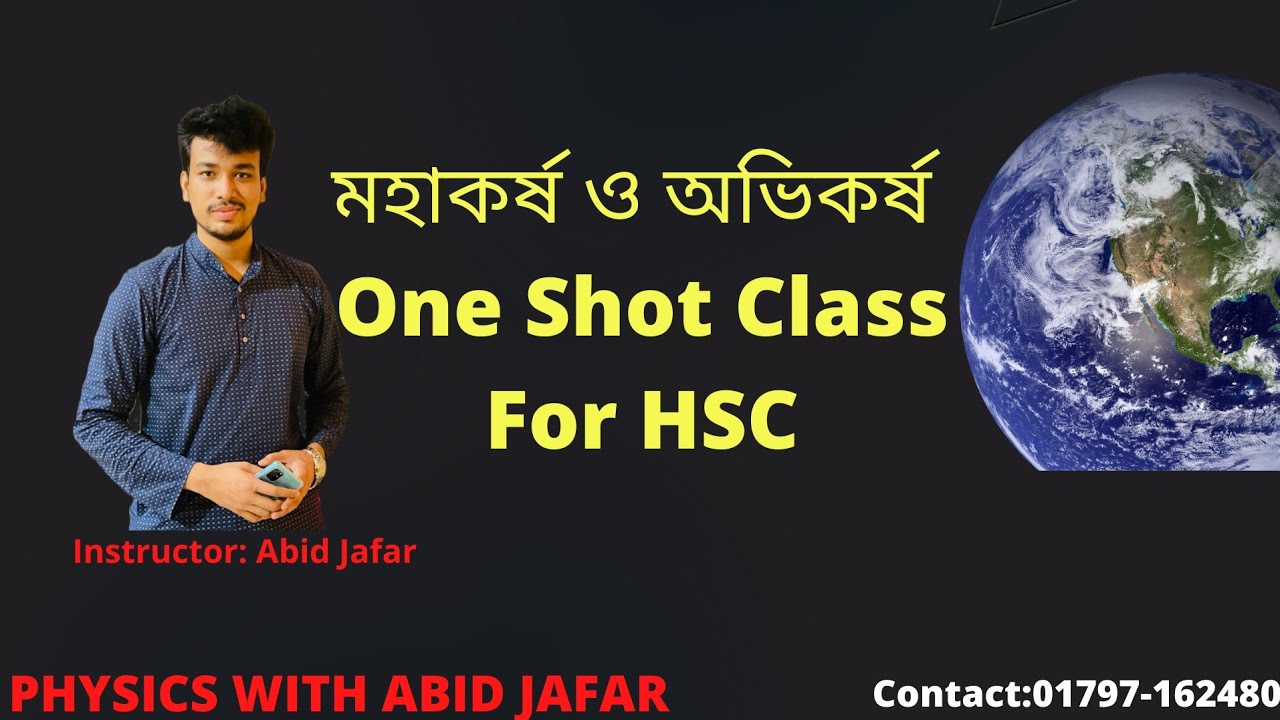 মহাকর্ষ ও অভিকর্ষ
One Shot Class
For HSC
Instructor: Abid Jafar
PHYSICS WITH ABID JAFAR
Contact:01797-162480